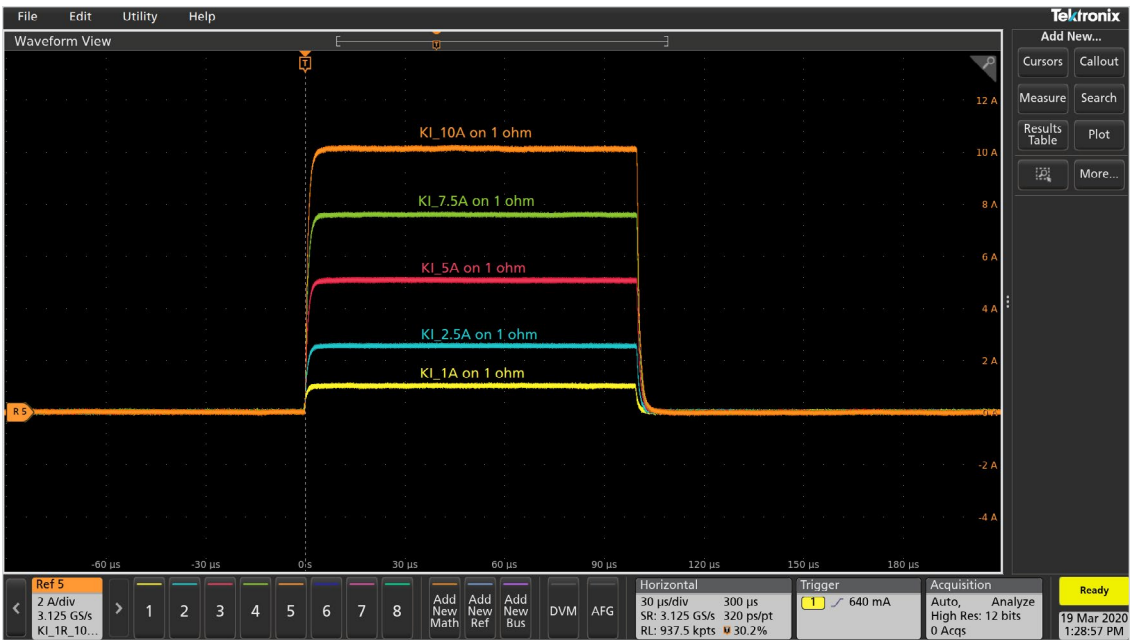 File Edit Utility Help
Tektronix
Waveform View
Add New...
Cursors Callout
Measure Search
Results Table Plot
More...
T
T
12 A
10 A
8 A
6 A
4 A
2 A
0 A
-2 A
-4 A
KI_10A on 1 ohm
KI_7.5A on 1 ohm
KI_5A on 1 ohm
KI_2.5A on 1 ohm
KI_1A on 1 ohm
R 5
-60 µs -30 µs 0 s 30 µs 60 µs 90 µs 120 µs 150 µs 180 µs
Ref 5
2 A/div
3.125 GS/s
KI_1R_10...
1 2 3 4 5 6 7 8
Add New Math
Add New Ref
Add New Bus
DVM AFG
Horizontal
30 µs/div 300 µs
SR: 3.125 GS/s 320 ps/pt
RL: 937.5 kpts 30.2%
Trigger
1 640 mA
Acquisition
Auto, Analyze
High Res: 12 bits
0 Acqs
Ready
19 Mar 2020
1:28:57 PM